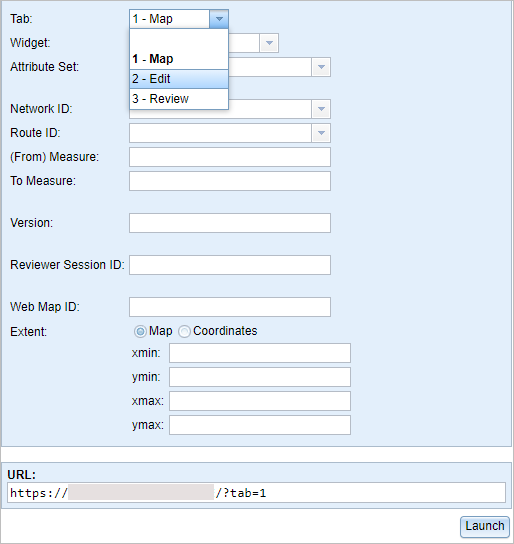 Tab: 1 - Map
Widget:
1 - Map
Attribute Set:
2 - Edit
3 - Review
Network ID:
Route ID:
(From) Measure:
To Measure:
Version:
Reviewer Session ID:
Web Map ID:
Extent: Map Coordinates
xmin:
ymin:
xmax:
ymax:
URL:
https:// /?tab=1
Launch